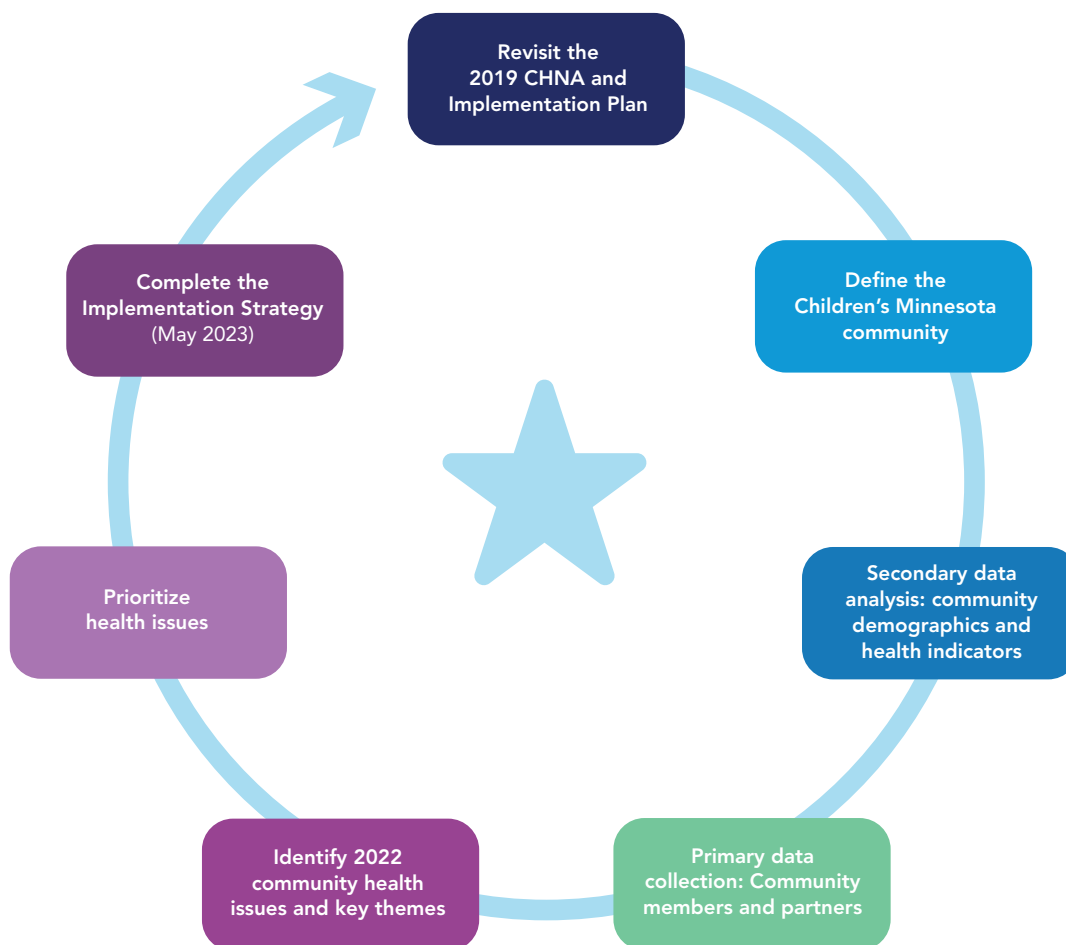 Revisit the
2019 CHNA and
Implementation Plan
Define the
Children's Minnesota
community
Secondary data
analysis: community
demographics and
health indicators
Primary data
collection: Community
members and partners
Identify 2022
community health
issues and key themes
Prioritize
health issues
Complete the
Implementation Strategy
(May 2023)